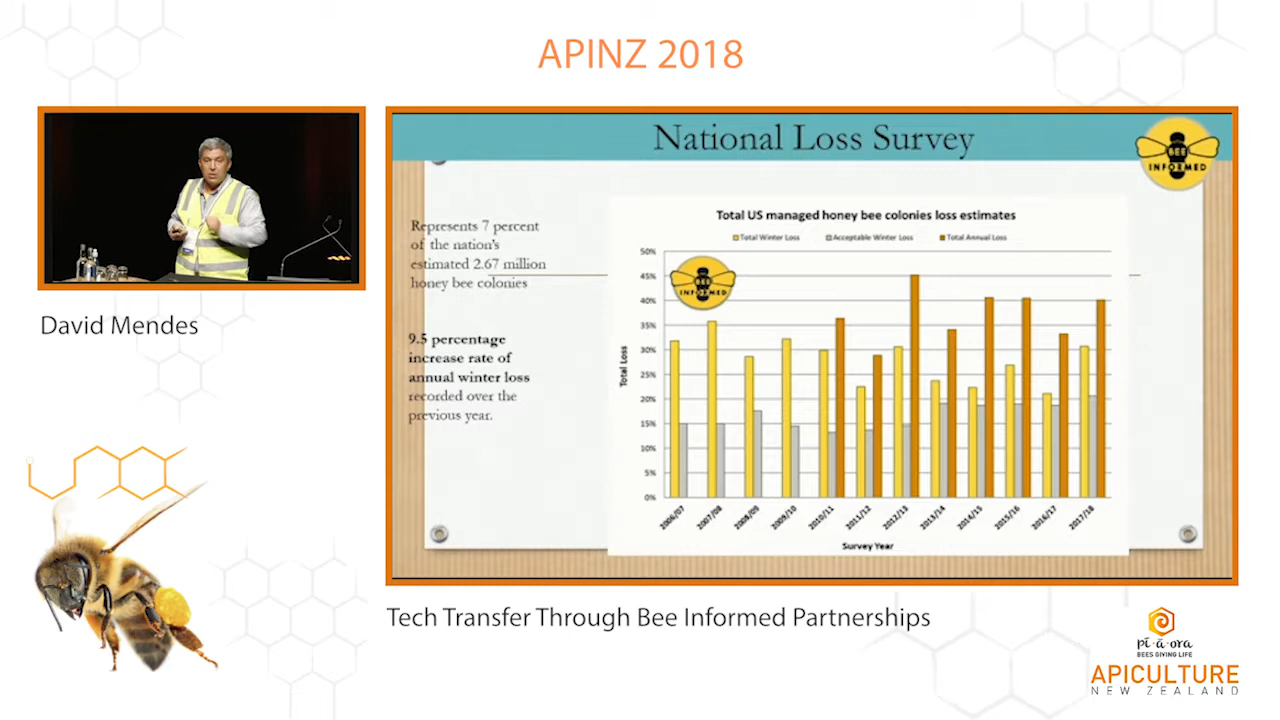 APINZ 2018
David Mendes
National Loss Survey
BEE
INFORMED
Represents 7 percent
of the nation's
estimated 2.67 million
honey bee colonies
9.5 percentage
increase rate of
annual winter loss
recorded over the
previous year.
Total US managed honey bee colonies loss estimates
Total Winter Loss
Acceptable Winter Loss
Total Annual Loss
BEE
INFORMED
Total Loss
50%
45%
40%
35%
30%
25%
20%
15%
10%
5%
0%
2006/07
2007/08
2008/09
2009/10
2010/11
2011/12
2012/13
2013/14
2014/15
2015/16
2016/17
2017/18
Survey Year
Tech Transfer Through Bee Informed Partnerships
pī-ā-ora
BEES GIVING LIFE
APICULTURE
NEW ZEALAND